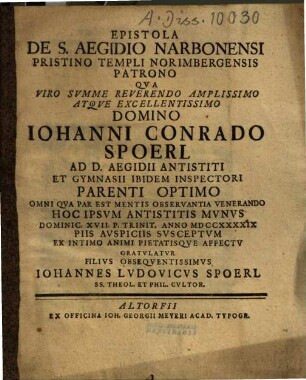 A. Diss. 10030
EPISTOLA
DE S. AEGIDIO NARBONENSI
PRISTINO TEMPLI NORIMBERGENSIS
PATRONO
QVA
VIRO SVMME REVERENDO AMPLISSIMO
ATQVE EXCELLENTISSIMO
DOMINO
IOHANNI CONRADO
SPOERL
AD D. AEGIDII ANTISTITI
ET GYMNASII IBIDEM INSPECTORI
PARENTI OPTIMO
OMNI QVA PAR EST MENTIS OBSERVANTIA VENERANDO
HOC IPSVM ANTISTITIS MVNVS
DOMINIC. XVII. P. TRINIT. ANNO MDCCXXXXIX
PIIS AVSPICIIS SVSCEPTVM
EX INTIMO ANIMI PIETATISQVE AFFECTV
GRATVLATVR
FILIVS OBSEQVENTISSIMVS
IOHANNES LVDOVICVS SPOERL
SS. THEOL. ET PHIL. CVLTOR.
ALTORFII
EX OFFICINA IOH. GEORGII MEYERI ACAD. TYPOGR.